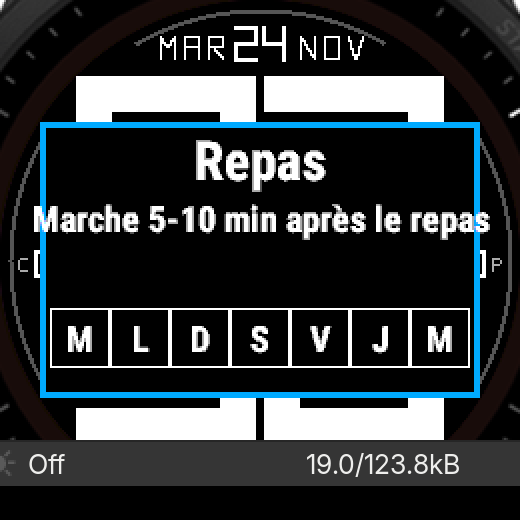 MAR 24 NOV
Repas
Marche 5-10 min après le repas
C [ ] P
M L D S V J M
Off 19.0/123.8kB